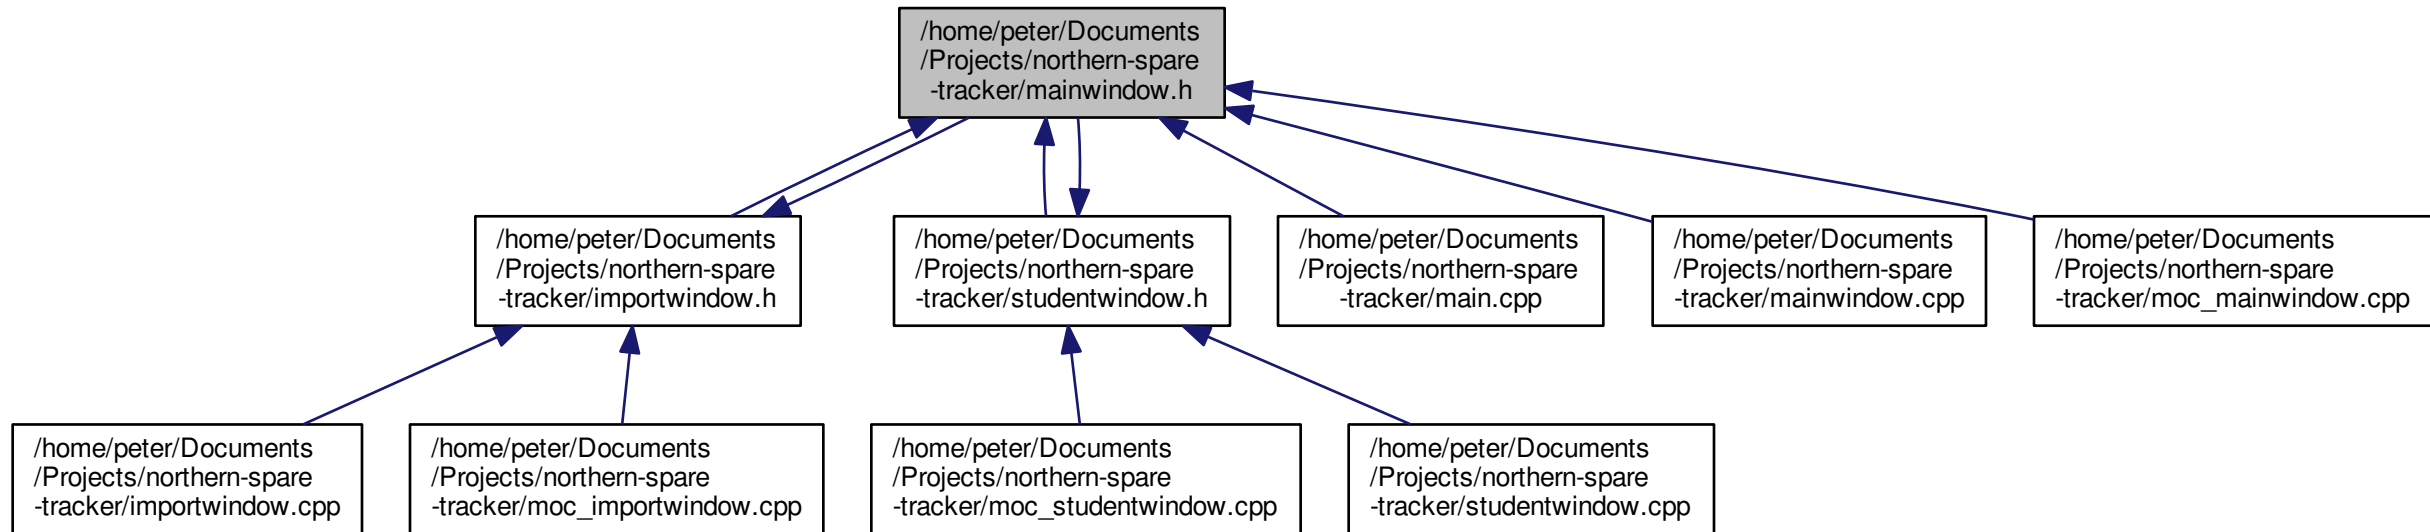 /home/peter/Documents
/Projects/northern-spare
-tracker/mainwindow.h
/home/peter/Documents
/Projects/northern-spare
-tracker/importwindow.h
/home/peter/Documents
/Projects/northern-spare
-tracker/studentwindow.h
/home/peter/Documents
/Projects/northern-spare
-tracker/main.cpp
/home/peter/Documents
/Projects/northern-spare
-tracker/mainwindow.cpp
/home/peter/Documents
/Projects/northern-spare
-tracker/moc_mainwindow.cpp
/home/peter/Documents
/Projects/northern-spare
-tracker/importwindow.cpp
/home/peter/Documents
/Projects/northern-spare
-tracker/moc_importwindow.cpp
/home/peter/Documents
/Projects/northern-spare
-tracker/moc_studentwindow.cpp
/home/peter/Documents
/Projects/northern-spare
-tracker/studentwindow.cpp